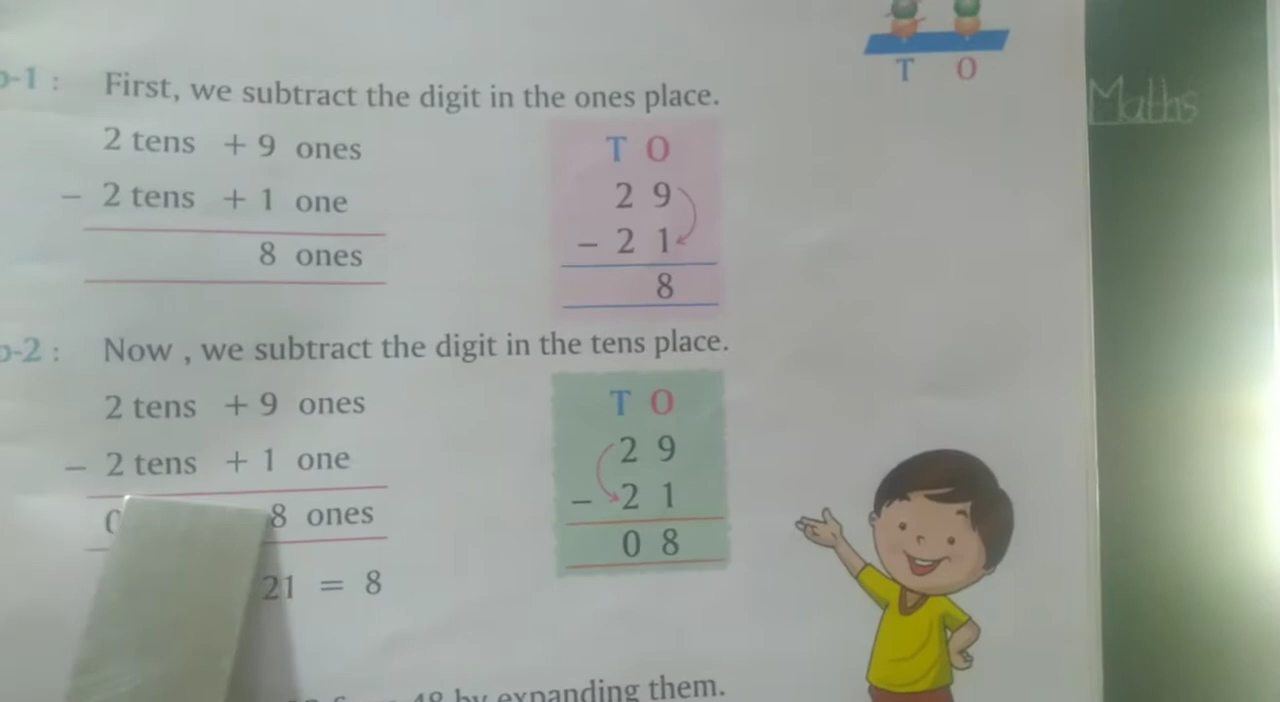 T O
Maths
: First, we subtract the digit in the ones place.
2 tens + 9 ones
− 2 tens + 1 one
8 ones
T O
2 9
− 2 1
8
: Now , we subtract the digit in the tens place.
2 tens + 9 ones
− 2 tens + 1 one
8 ones
21 = 8
T O
2 9
− 2 1
0 8
48 by expanding them.